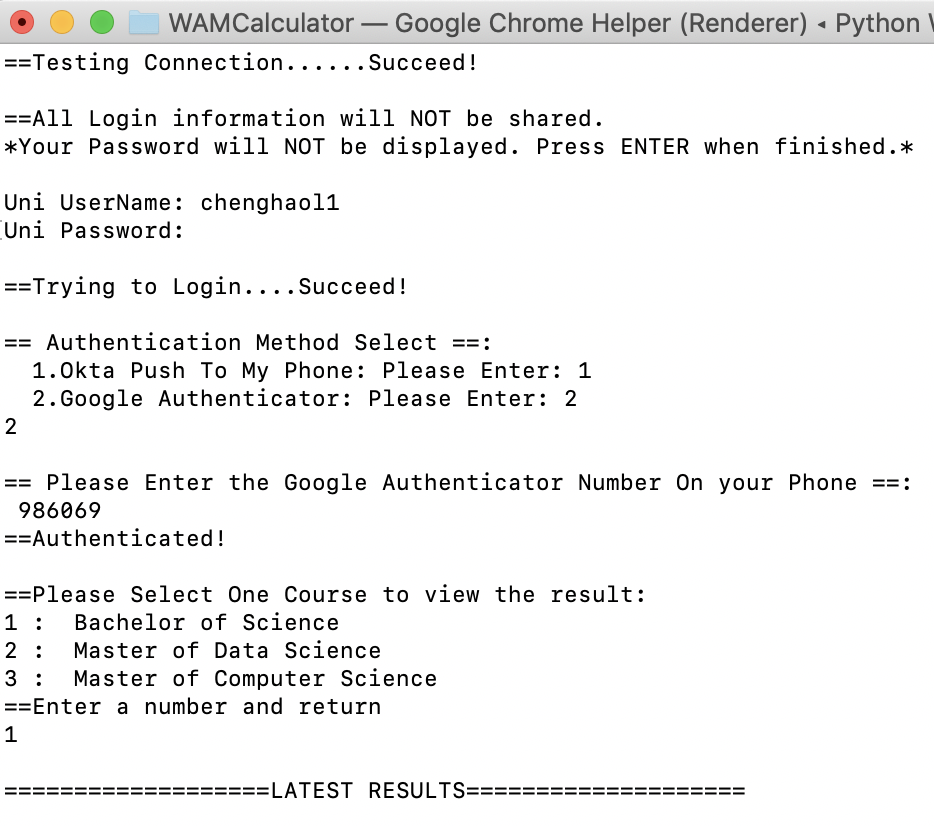 WAMCalculator — Google Chrome Helper (Renderer) ◂ Python
==Testing Connection......Succeed!
==All Login information will NOT be shared.
*Your Password will NOT be displayed. Press ENTER when finished.*
Uni UserName: chenghaol1
Uni Password:
==Trying to Login....Succeed!
== Authentication Method Select ==:
1.Okta Push To My Phone: Please Enter: 1
2.Google Authenticator: Please Enter: 2
2
== Please Enter the Google Authenticator Number On your Phone ==:
986069
==Authenticated!
==Please Select One Course to view the result:
1 :  Bachelor of Science
2 :  Master of Data Science
3 :  Master of Computer Science
==Enter a number and return
1
===================LATEST RESULTS====================